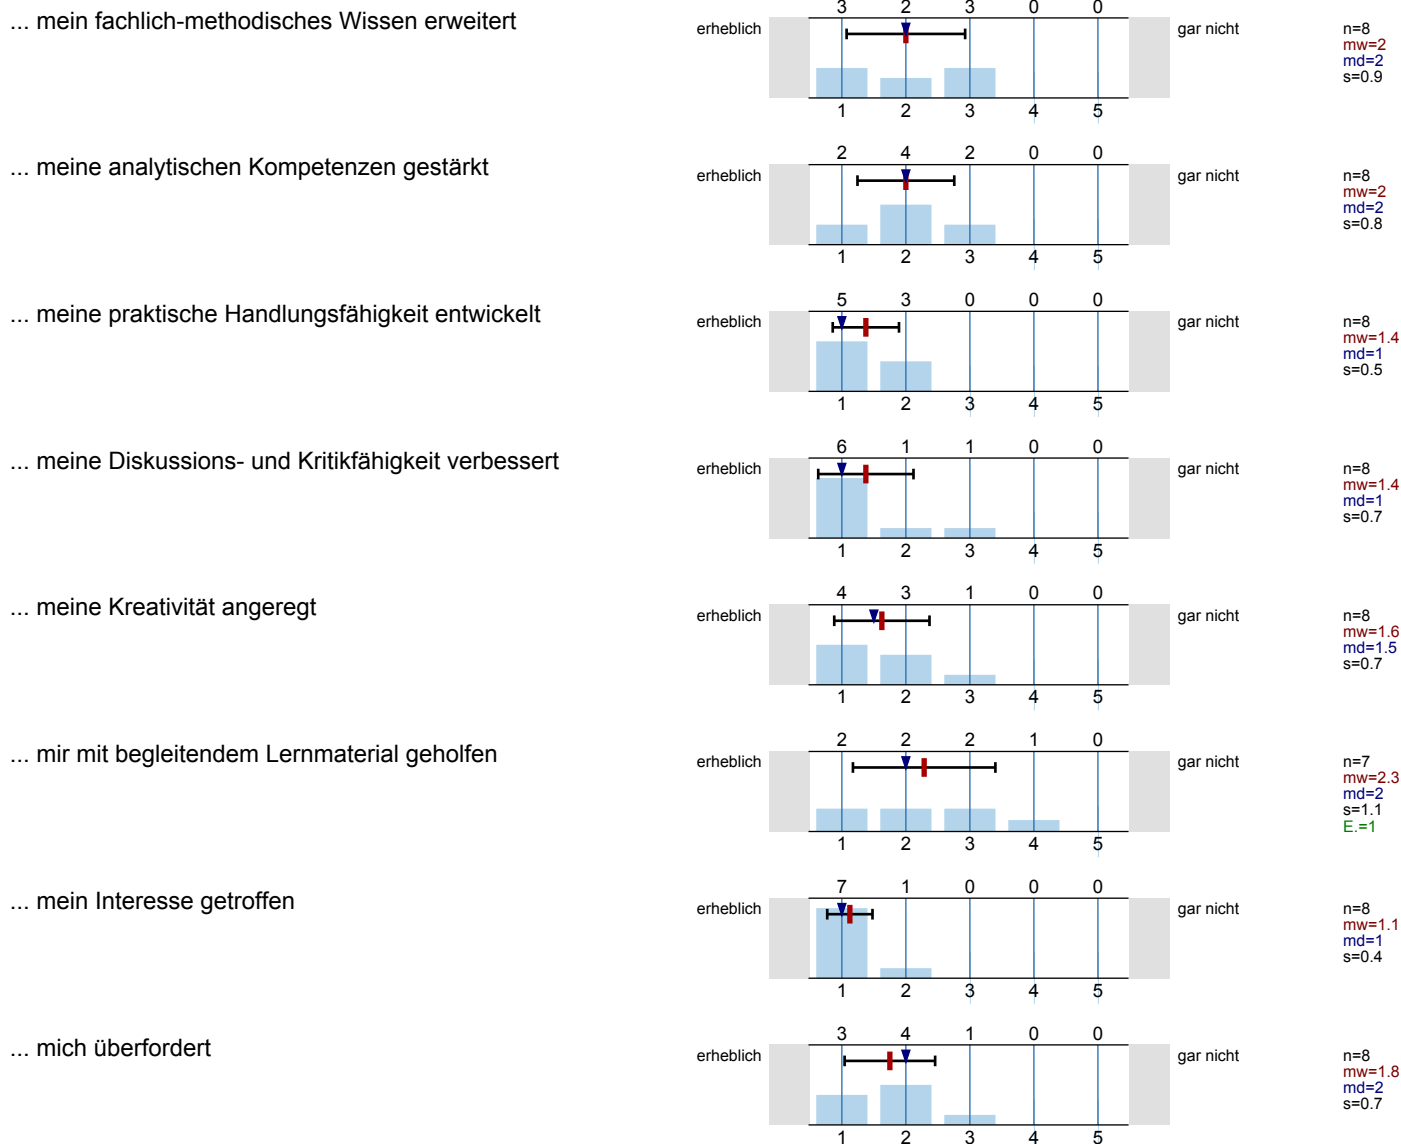 3 2 3 0 0
... mein fachlich-methodisches Wissen erweitert
erheblich
gar nicht
n=8
mw=2
md=2
s=0.9
1 2 3 4 5
2 4 2 0 0
... meine analytischen Kompetenzen gestärkt
erheblich
gar nicht
n=8
mw=2
md=2
s=0.8
1 2 3 4 5
5 3 0 0 0
... meine praktische Handlungsfähigkeit entwickelt
erheblich
gar nicht
n=8
mw=1.4
md=1
s=0.5
1 2 3 4 5
6 1 1 0 0
... meine Diskussions- und Kritikfähigkeit verbessert
erheblich
gar nicht
n=8
mw=1.4
md=1
s=0.7
1 2 3 4 5
4 3 1 0 0
... meine Kreativität angeregt
erheblich
gar nicht
n=8
mw=1.6
md=1.5
s=0.7
1 2 3 4 5
2 2 2 1 0
... mir mit begleitendem Lernmaterial geholfen
erheblich
gar nicht
n=7
mw=2.3
md=2
s=1.1
E.=1
1 2 3 4 5
7 1 0 0 0
... mein Interesse getroffen
erheblich
gar nicht
n=8
mw=1.1
md=1
s=0.4
1 2 3 4 5
3 4 1 0 0
... mich überfordert
erheblich
gar nicht
n=8
mw=1.8
md=2
s=0.7
1 2 3 4 5